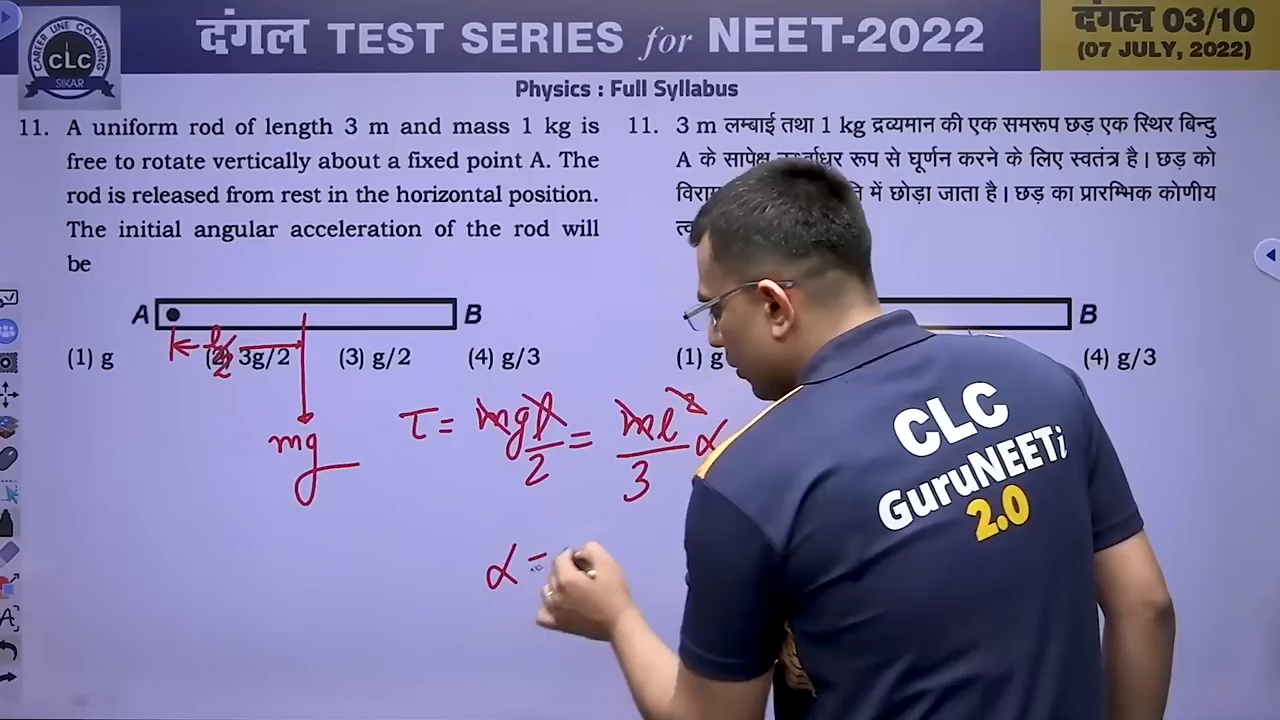 दंगल TEST SERIES for NEET-2022
दंगल 03/10
(07 JULY, 2022)
CAREER LINE COACHING
CLC
SIKAR
Physics : Full Syllabus
11. A uniform rod of length 3 m and mass 1 kg is
free to rotate vertically about a fixed point A. The
rod is released from rest in the horizontal position.
The initial angular acceleration of the rod will
be
A B
(1) g (2) 3g/2 (3) g/2 (4) g/3
l/2
mg
τ = mgl/2 = ml²/3 α
α =
11. 3 m लम्बाई तथा 1 kg द्रव्यमान की एक समरूप छड़ एक स्थिर बिन्दु
A के सापेक्ष रूप से घूर्णन करने के लिए स्वतंत्र है। छड़ को
में छोड़ा जाता है। छड़ का प्रारम्भिक कोणीय
B
(1) g (4) g/3
CLC
GuruNEETi
2.0